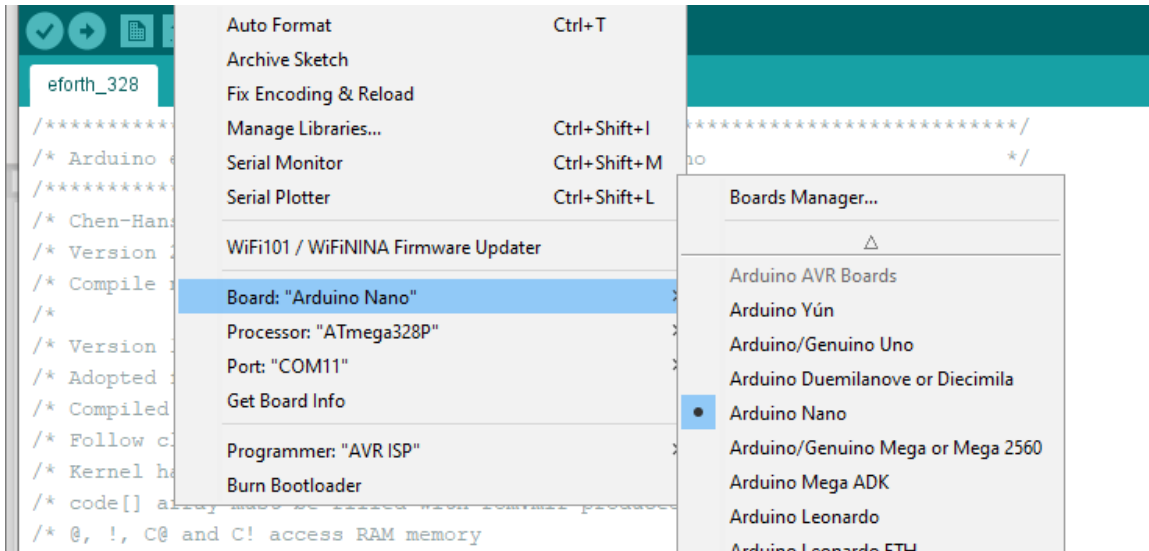 Auto Format Ctrl+T
Archive Sketch
eforth_328
Fix Encoding & Reload
/***********
Manage Libraries... Ctrl+Shift+I
*****************************/
/* Arduino
Serial Monitor Ctrl+Shift+M
*/
/***********
Serial Plotter Ctrl+Shift+L
Boards Manager...
/* Chen-Hans
/* Version
WiFi101 / WiFiNINA Firmware Updater
/* Compile
Arduino AVR Boards
Board: "Arduino Nano"
Arduino Yún
/*
Processor: "ATmega328P"
Arduino/Genuino Uno
/* Version
Port: "COM11"
Arduino Duemilanove or Diecimila
/* Adopted
Get Board Info
Arduino Nano
/* Compiled
/* Follow
Programmer: "AVR ISP"
Arduino/Genuino Mega or Mega 2560
/* Kernel
Burn Bootloader
Arduino Mega ADK
/* code[]
Arduino Leonardo
/* @, !, C@ and C! access RAM memory
Arduino Leonardo ETH